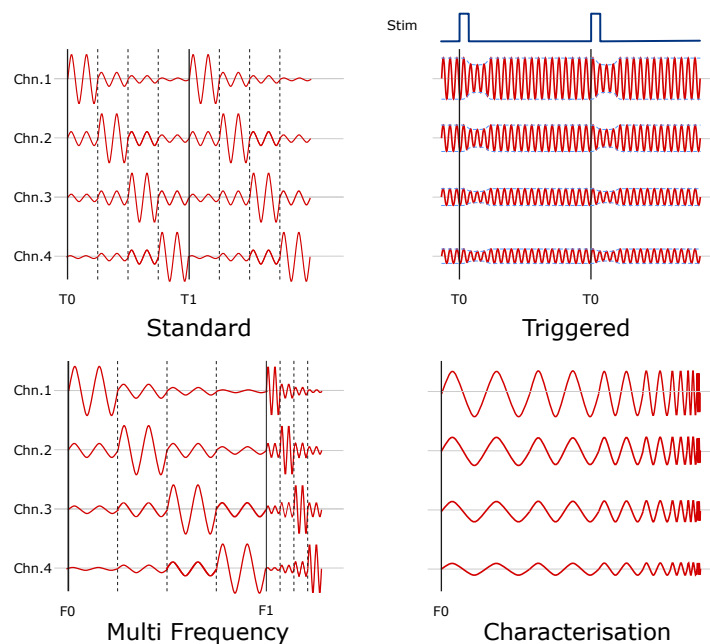 Stim
Chn.1
Chn.2
Chn.3
Chn.4
T0 T1
Standard
T0 T0
Triggered
Chn.1
Chn.2
Chn.3
Chn.4
F0 F1
Multi Frequency
F0
Characterisation